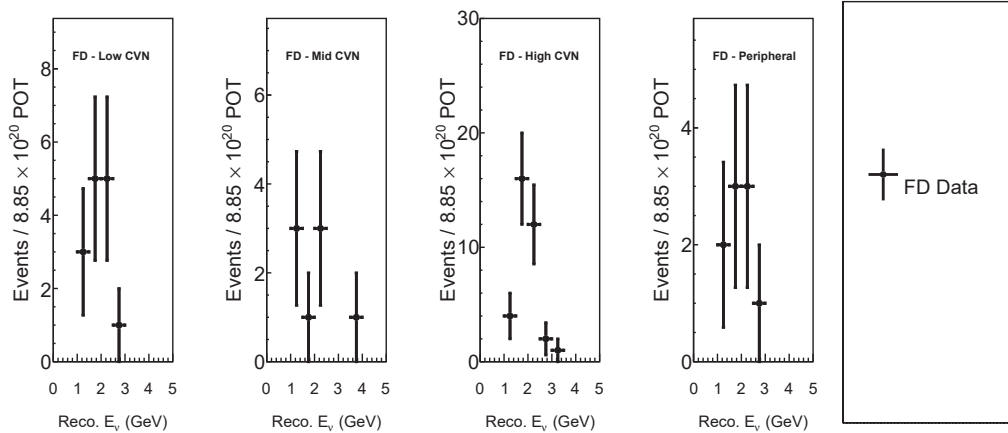 FD - Low CVN
Events / 8.85 × 10²⁰ POT
0
2
4
6
8
0 1 2 3 4 5
Reco. Eᵥ (GeV)
FD - Mid CVN
Events / 8.85 × 10²⁰ POT
0
2
4
6
0 1 2 3 4 5
Reco. Eᵥ (GeV)
FD - High CVN
Events / 8.85 × 10²⁰ POT
0
10
20
30
0 1 2 3 4 5
Reco. Eᵥ (GeV)
FD - Peripheral
Events / 8.85 × 10²⁰ POT
0
2
4
0 1 2 3 4 5
Reco. Eᵥ (GeV)
FD Data